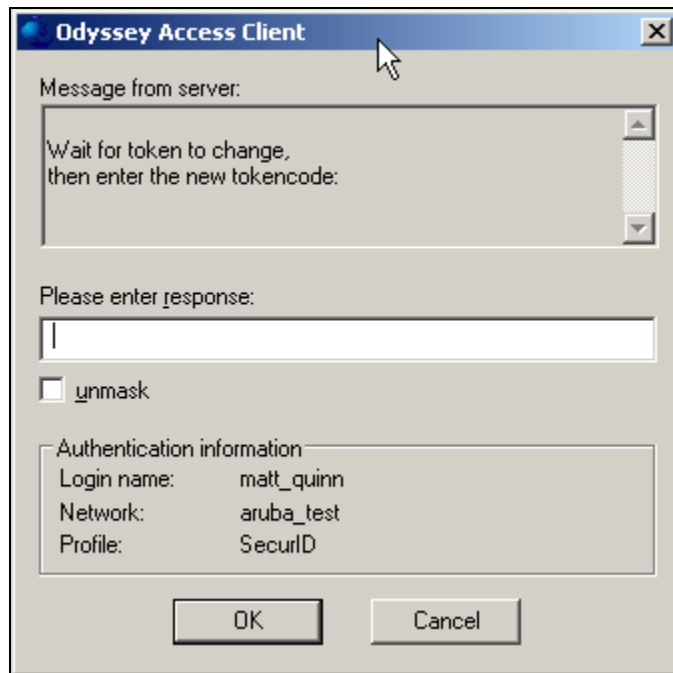 Odyssey Access Client
Message from server:
Wait for token to change,
then enter the new tokencode:
Please enter response:
unmask
Authentication information
Login name: matt_quinn
Network: aruba_test
Profile: SecurID
OK Cancel